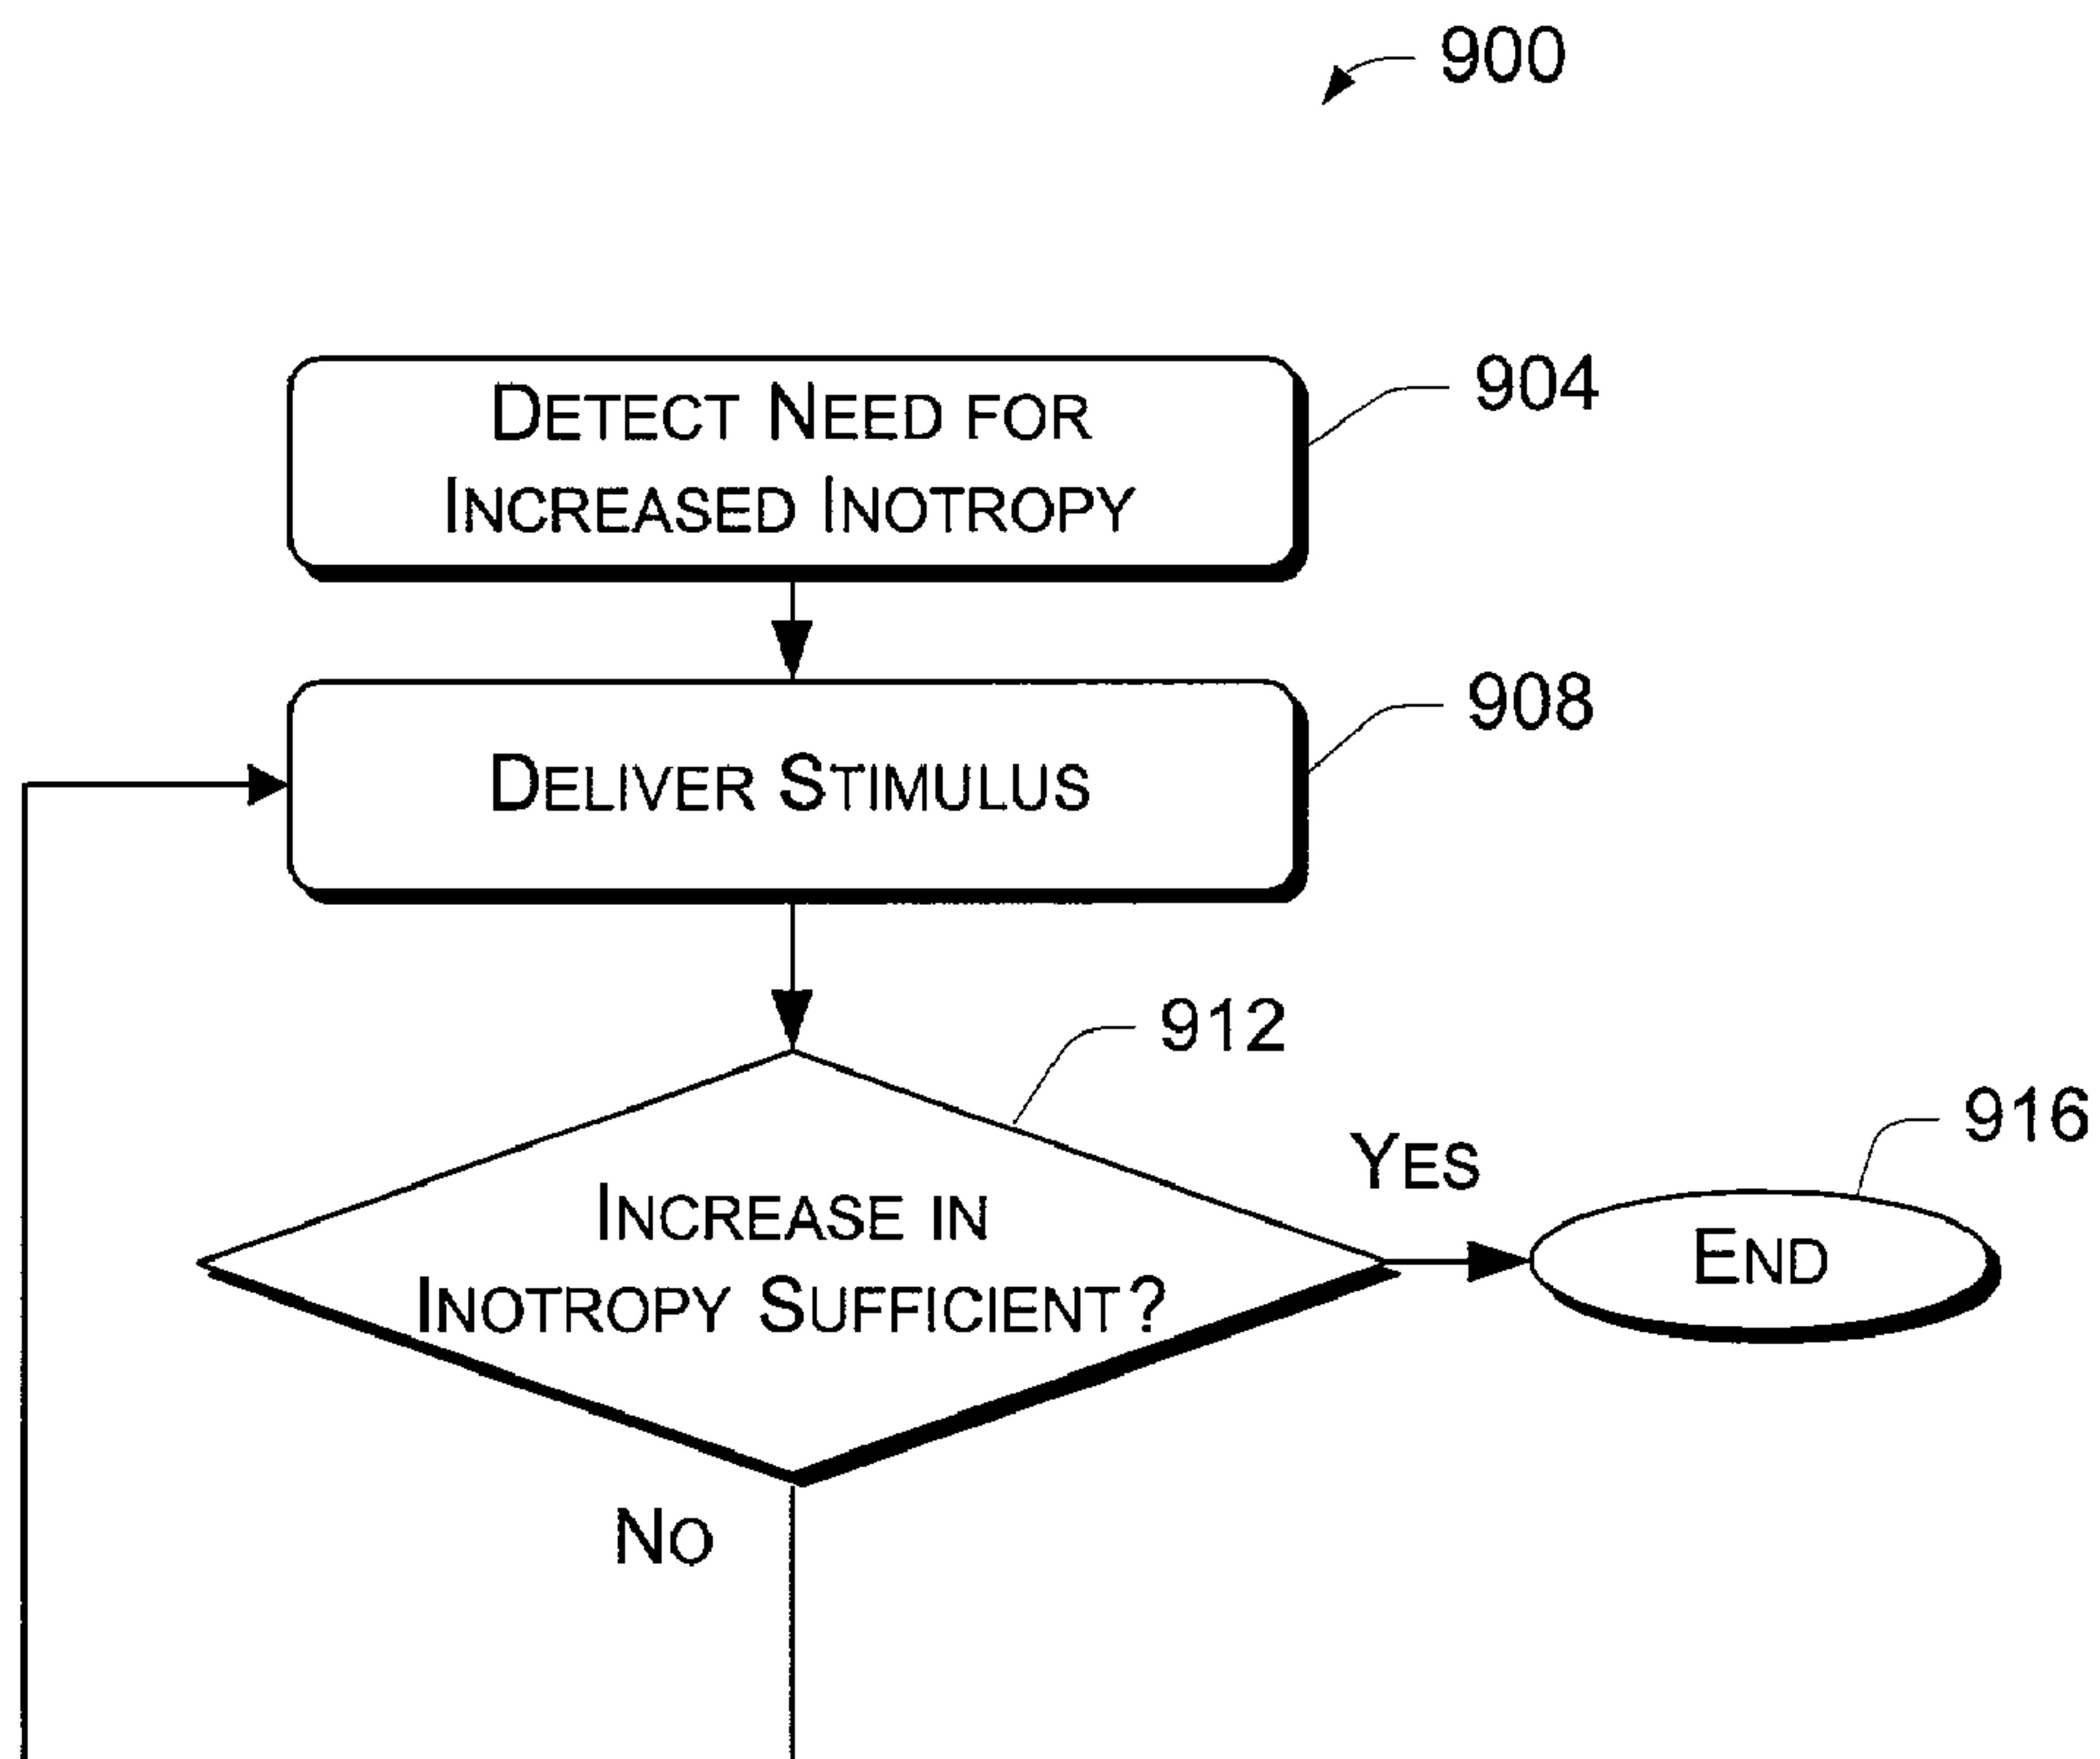 900
DETECT NEED FOR
INCREASED INOTROPY
904
DELIVER STIMULUS
908
912
INCREASE IN
INOTROPY SUFFICIENT?
YES
916
END
NO